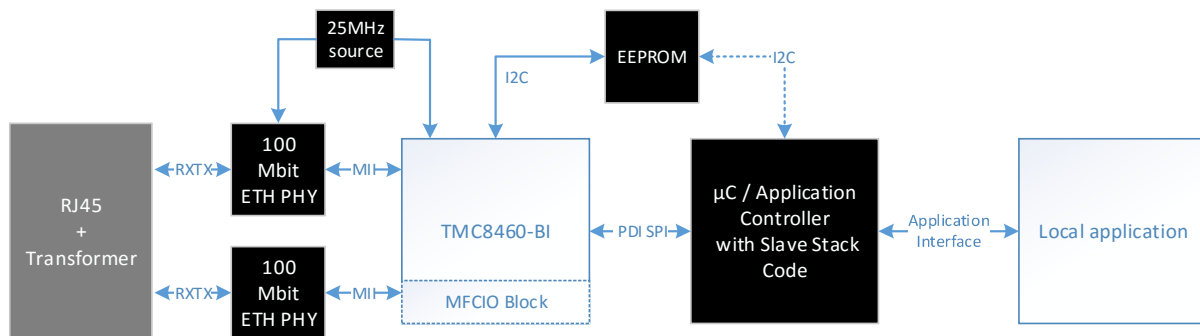 25MHz
source
EEPROM
I2C
I2C
RJ45
+
Transformer
RXTX
100
Mbit
ETH PHY
MII
TMC8460-BI
PDI SPI
µC / Application
Controller
with Slave Stack
Code
Application
Interface
Local application
RXTX
100
Mbit
ETH PHY
MII
MFCIO Block